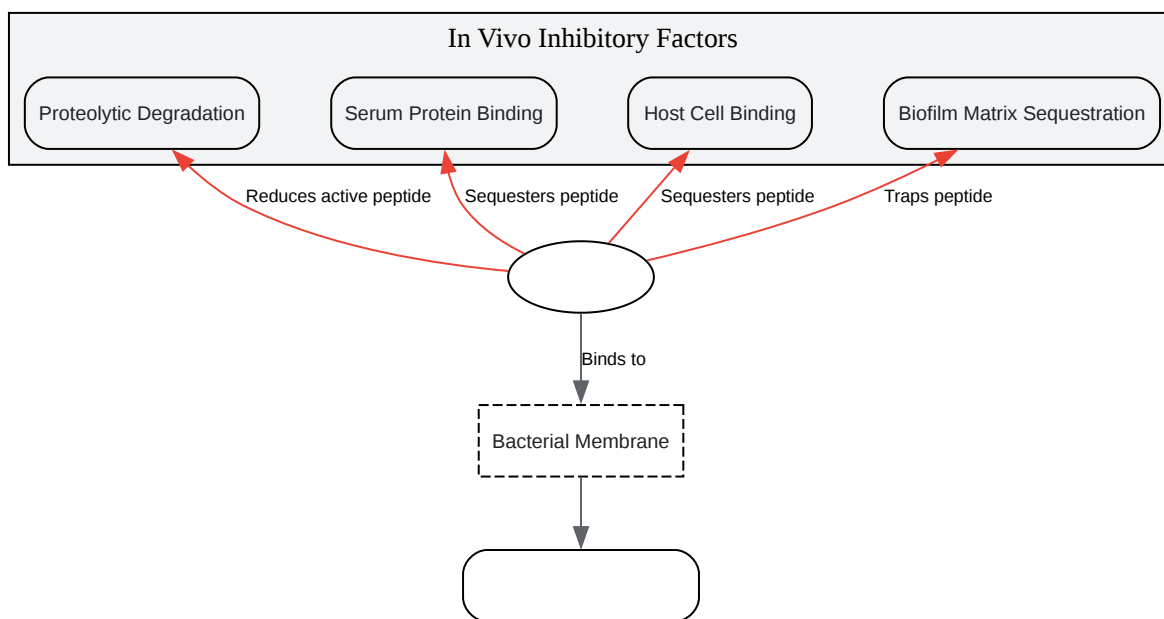 In Vivo Inhibitory Factors
Proteolytic Degradation
Serum Protein Binding
Host Cell Binding
Biofilm Matrix Sequestration
Reduces active peptide
Sequesters peptide
Sequesters peptide
Traps peptide
Binds to
Bacterial Membrane